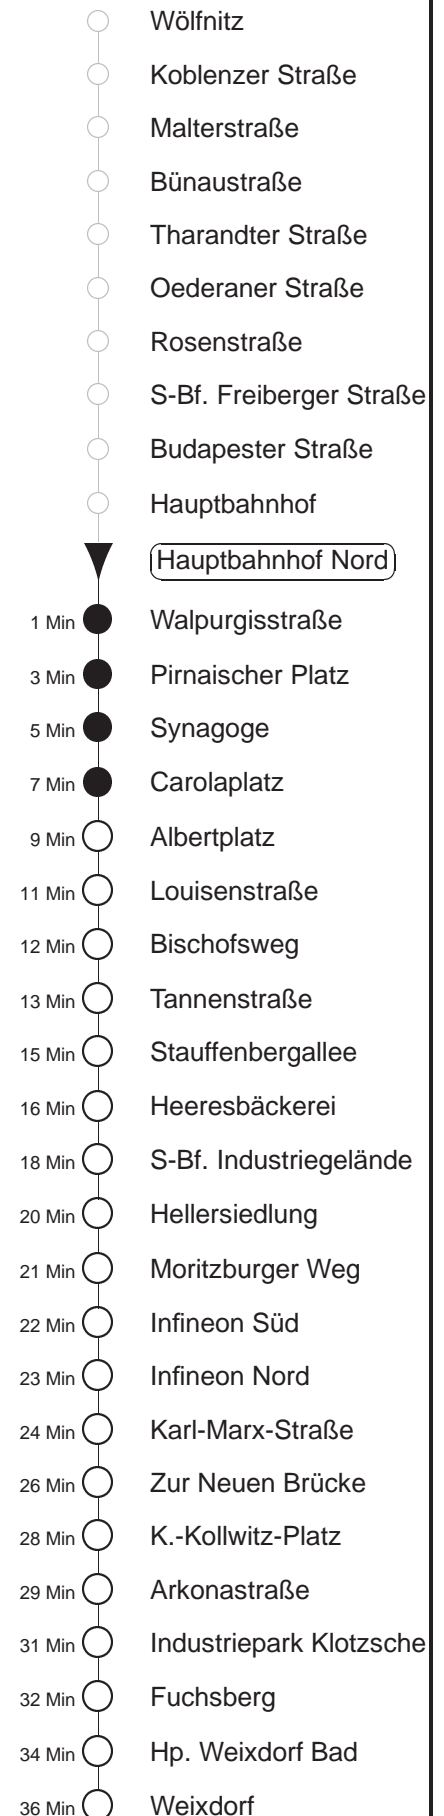 Wölfnitz
Koblenzer Straße
Malterstraße
Bünaustraße
Tharandter Straße
Oederaner Straße
Rosenstraße
S-Bf. Freiberger Straße
Budapester Straße
Hauptbahnhof
Hauptbahnhof Nord
1 Min Walpurgisstraße
3 Min Pirnaischer Platz
5 Min Synagoge
7 Min Carolaplatz
9 Min Albertplatz
11 Min Louisenstraße
12 Min Bischofsweg
13 Min Tannenstraße
15 Min Stauffenbergallee
16 Min Heeresbäckerei
18 Min S-Bf. Industriegelände
20 Min Hellersiedlung
21 Min Moritzburger Weg
22 Min Infineon Süd
23 Min Infineon Nord
24 Min Karl-Marx-Straße
26 Min Zur Neuen Brücke
28 Min K.-Kollwitz-Platz
29 Min Arkonastraße
31 Min Industriepark Klotzsche
32 Min Fuchsberg
34 Min Hp. Weixdorf Bad
36 Min Weixdorf